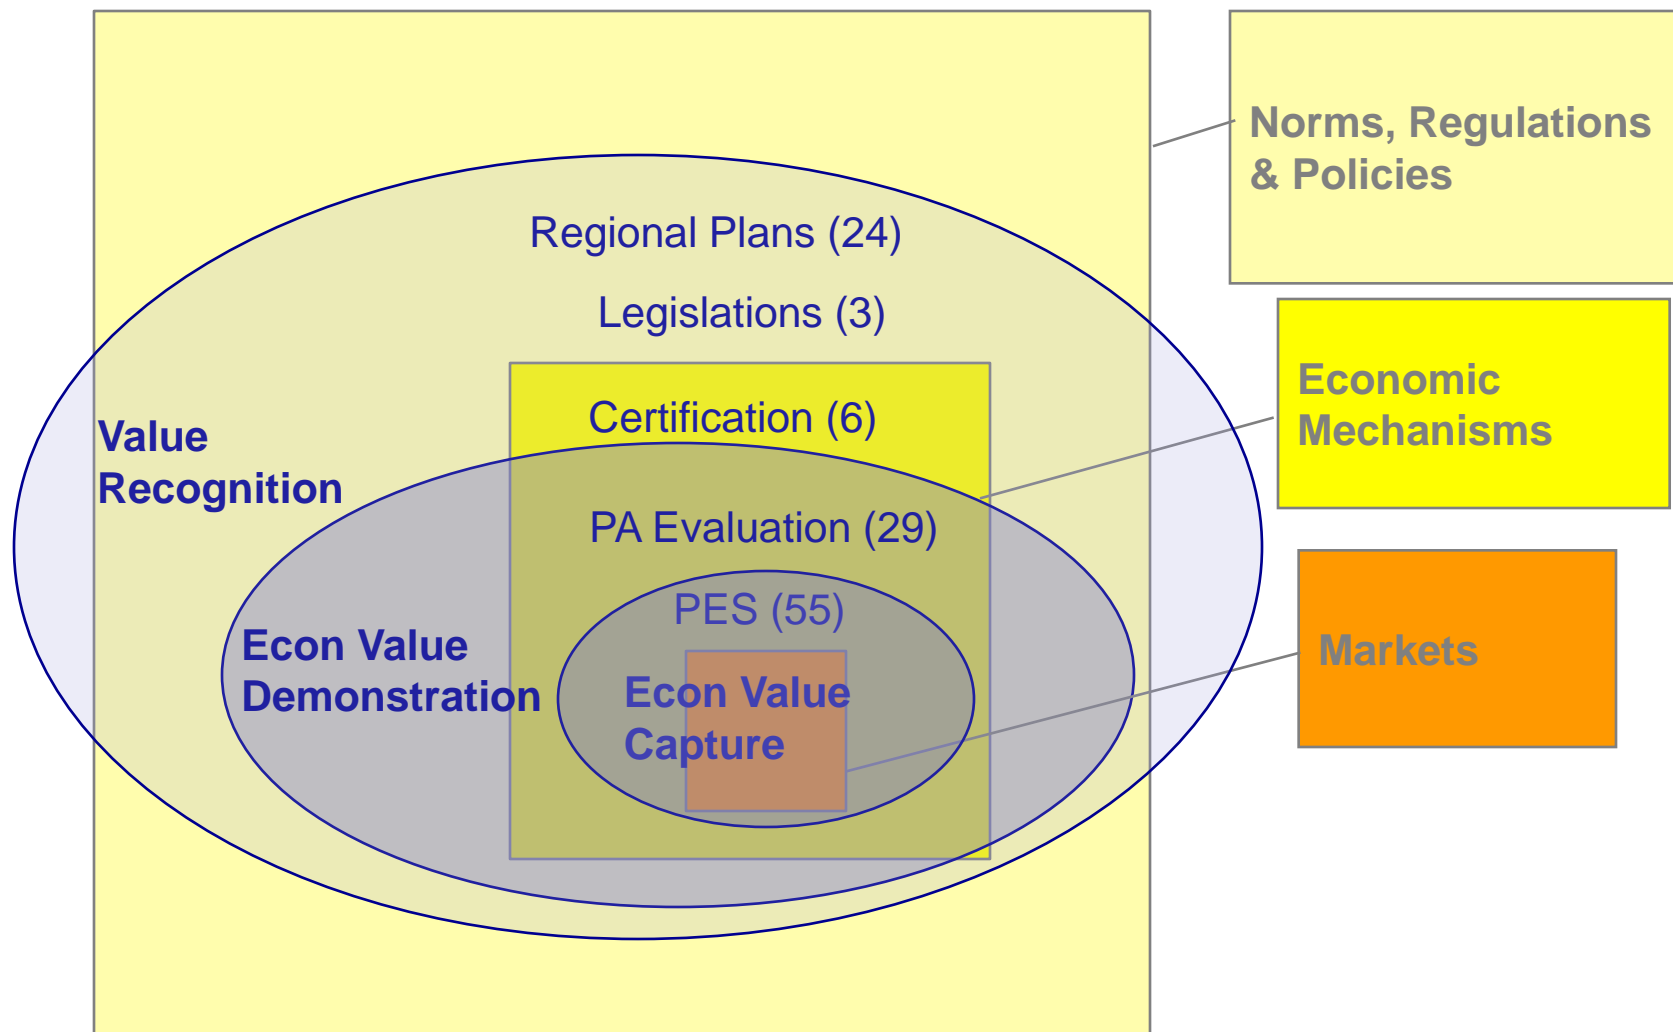 Norms, Regulations
& Policies
Regional Plans (24)
Legislations (3)
Economic
Mechanisms
Certification (6)
Value
Recognition
PA Evaluation (29)
PES (55)
Econ Value
Demonstration
Markets
Econ Value
Capture